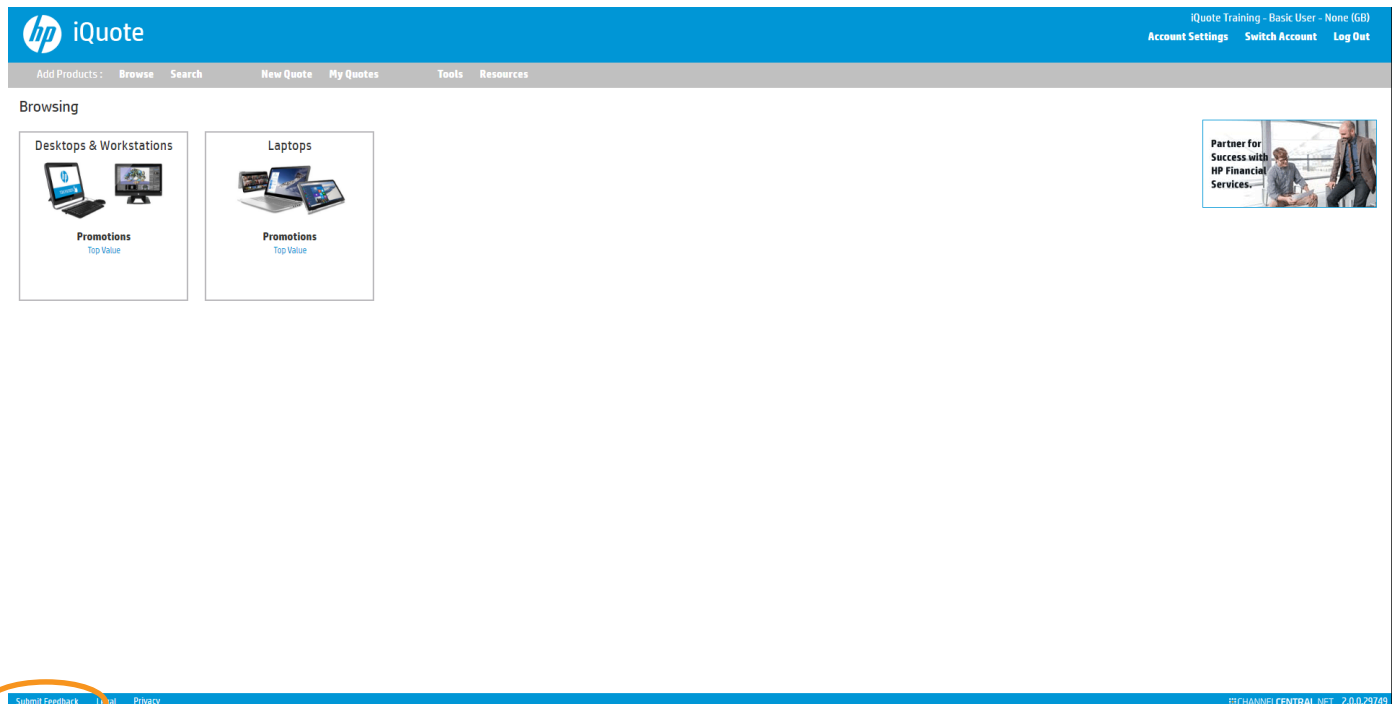 hp iQuote
iQuote Training - Basic User - None (GB)
Account Settings Switch Account Log Out
Add Products : Browse Search New Quote My Quotes Tools Resources
Browsing
Desktops & Workstations
Promotions
Top Value
Laptops
Promotions
Top Value
Partner for
Success with
HP Financial
Services.
Submit Feedback Legal Privacy
CHANNELCENTRAL.NET 2.0.0.29749